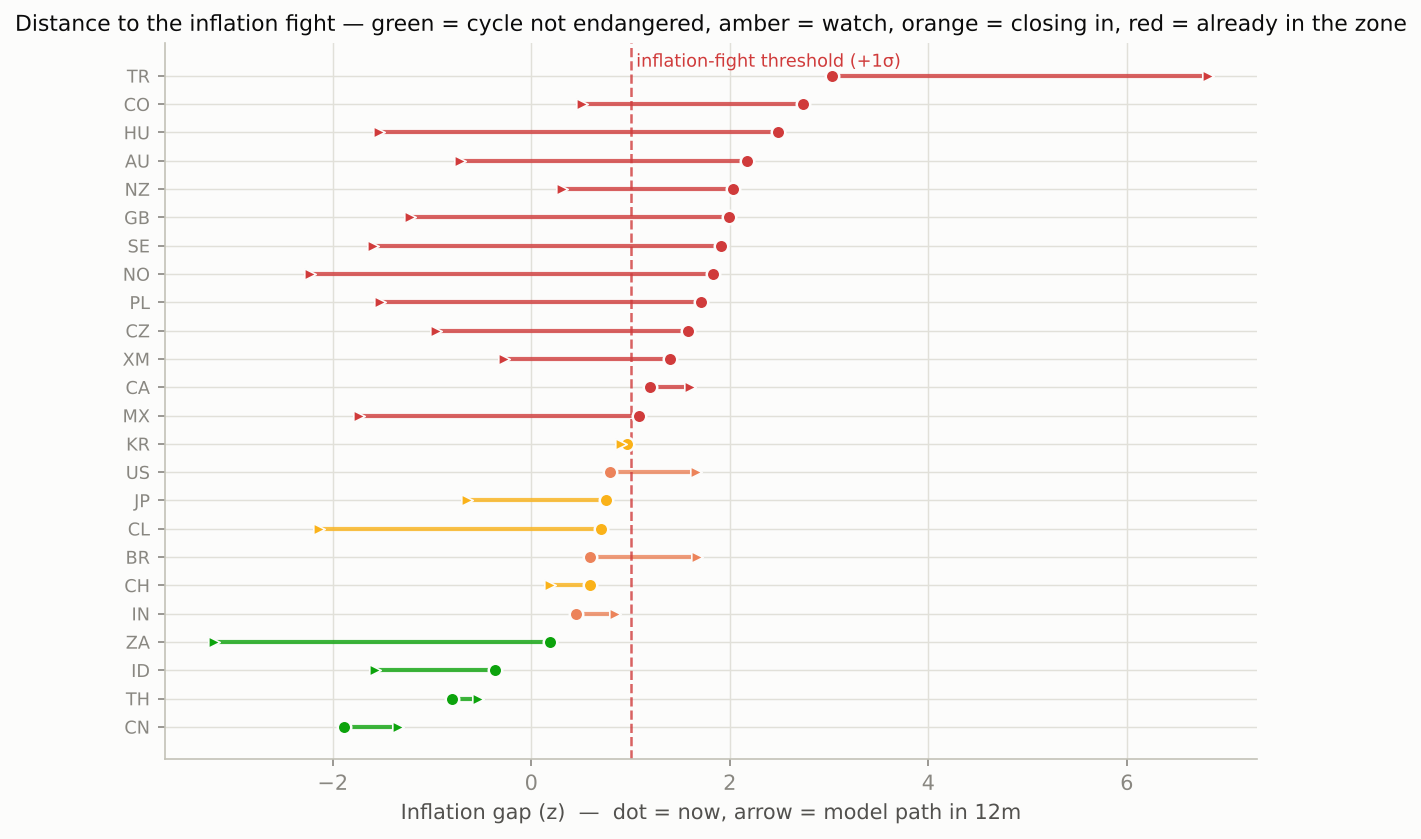 Distance to the inflation fight — green = cycle not endangered, amber = watch, orange = closing in, red = already in the zone
inflation-fight threshold (+1σ)
TR
CO
HU
AU
NZ
GB
SE
NO
PL
CZ
XM
CA
MX
KR
US
JP
CL
BR
CH
IN
ZA
ID
TH
CN
−2 0 2 4 6
Inflation gap (z) — dot = now, arrow = model path in 12m